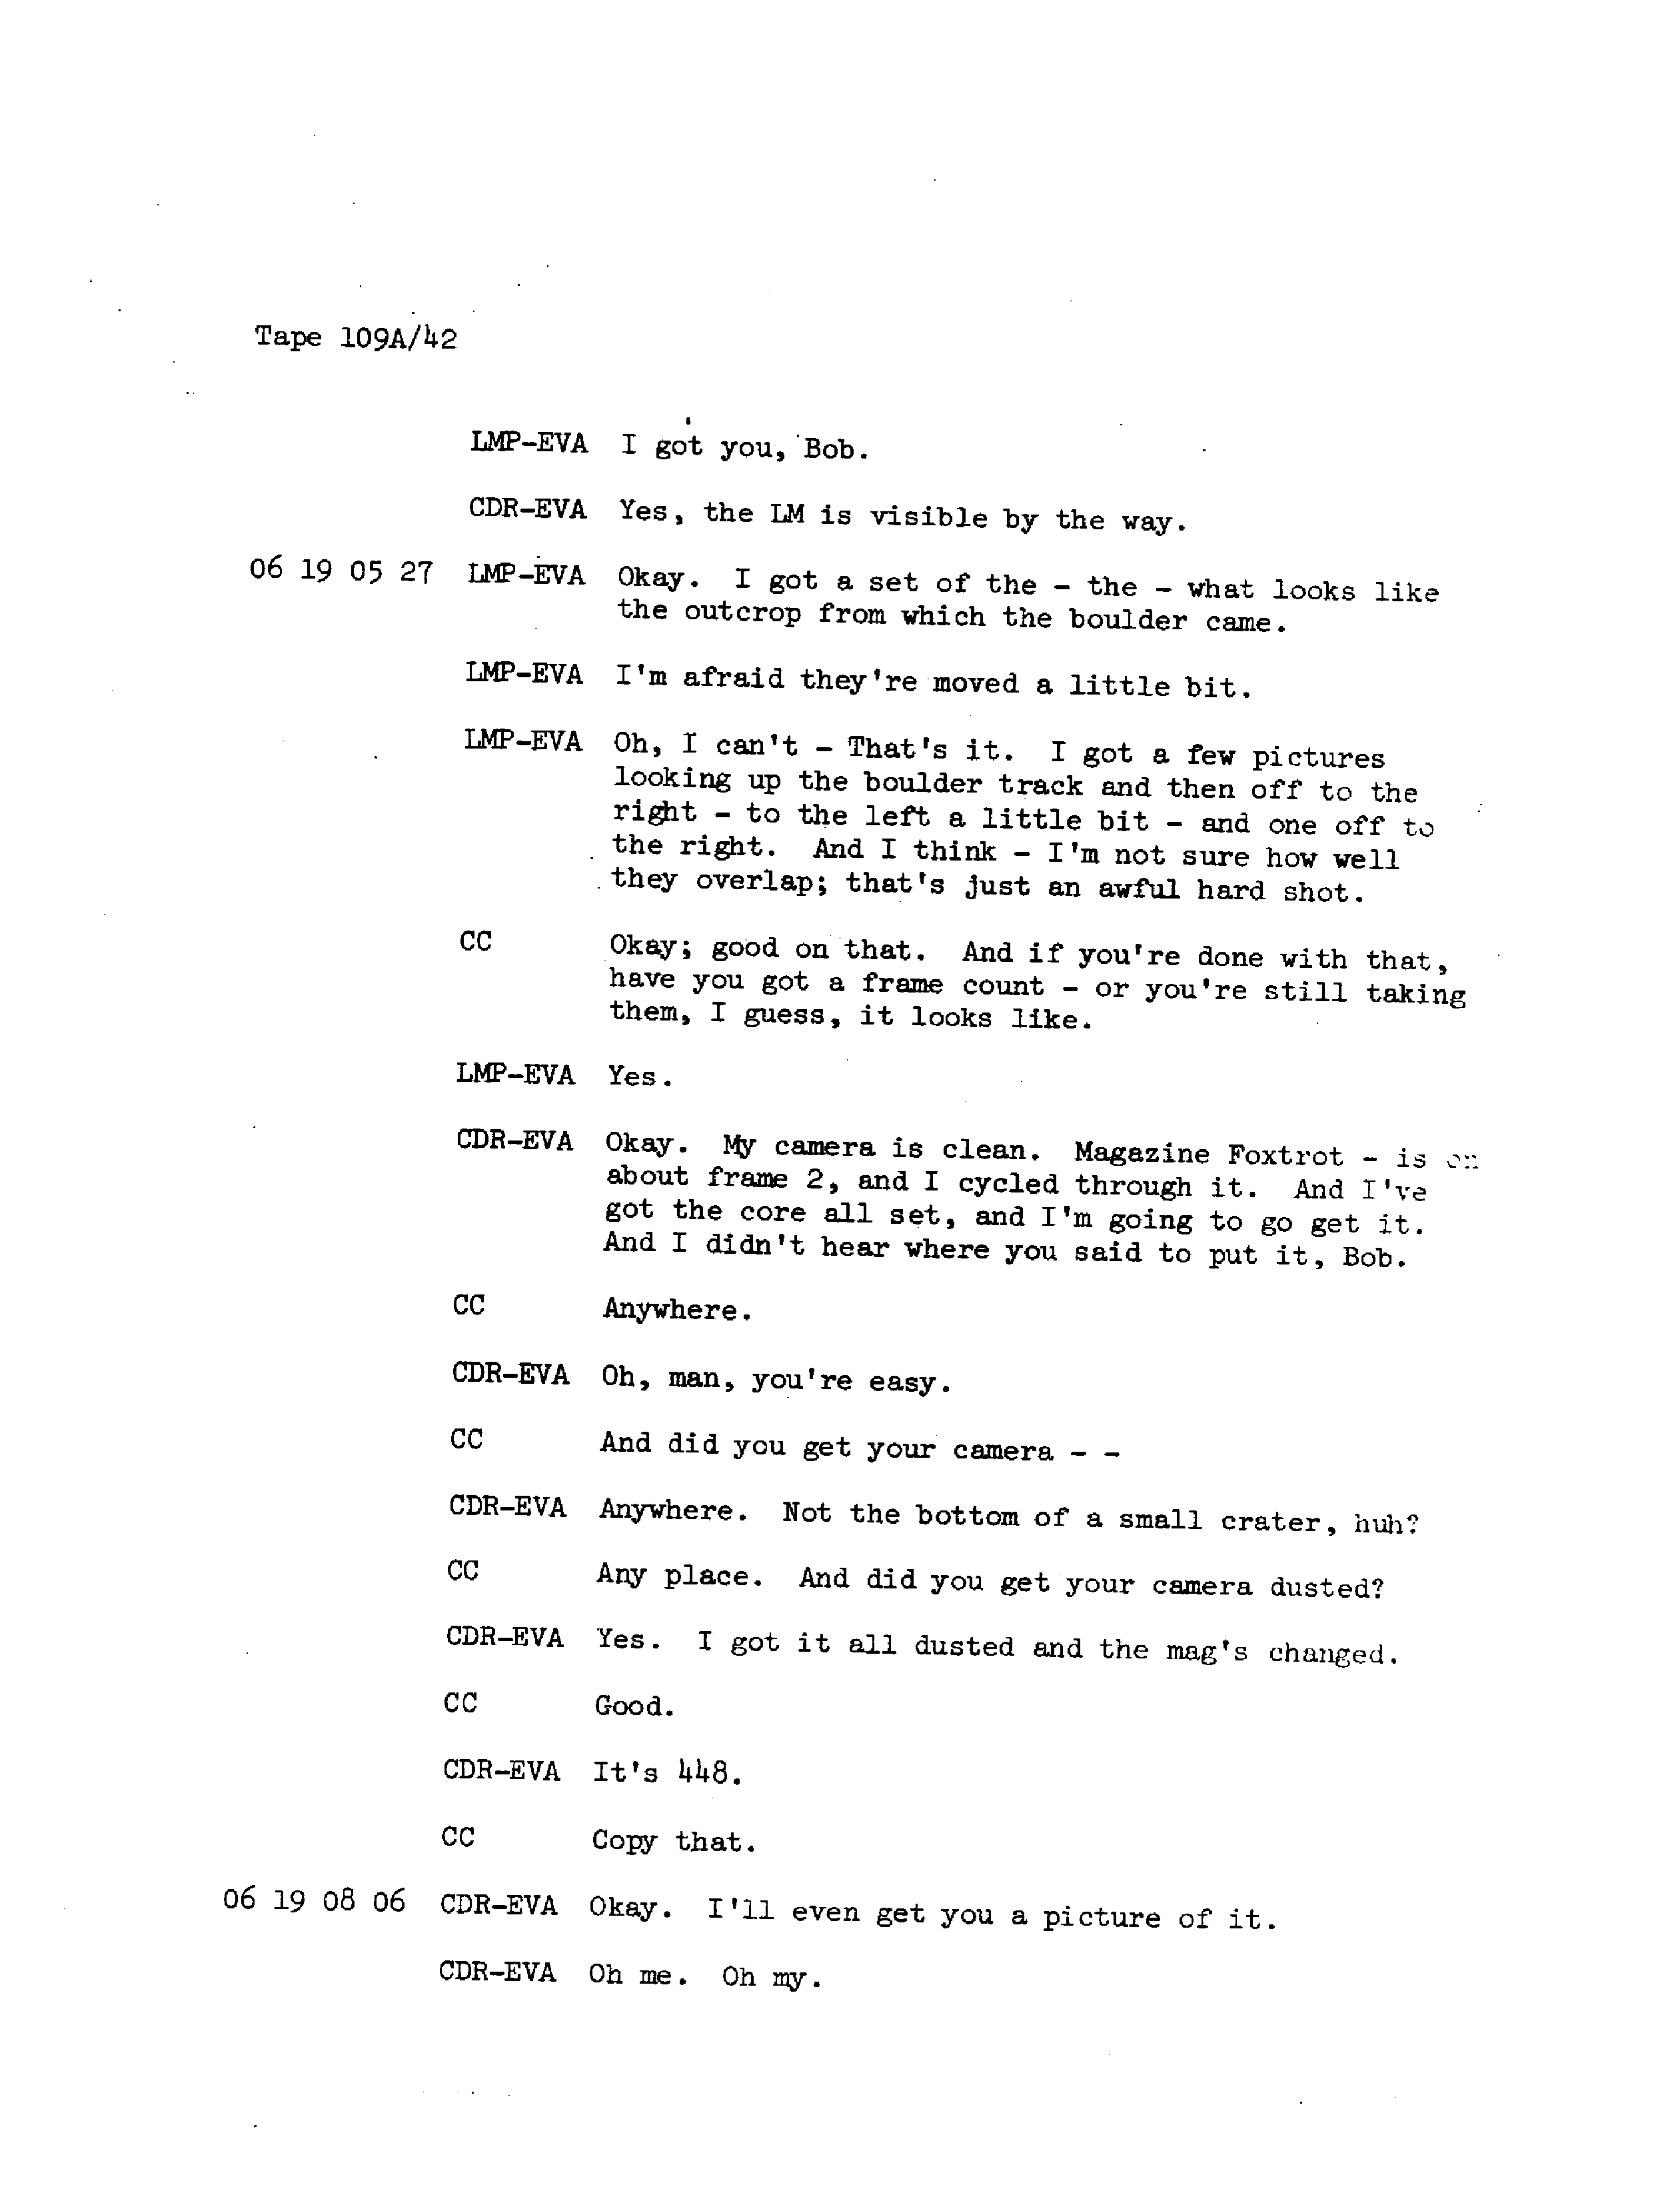 Tape 109A/42
LMP-EVA I got you, Bob.
CDR-EVA Yes, the LM is visible by the way.
06 19 05 27 LMP-EVA Okay. I got a set of the - the - what looks like
the outcrop from which the boulder came.
LMP-EVA I'm afraid they're moved a little bit.
LMP-EVA Oh, I can't - That's it. I got a few pictures
looking up the boulder track and then off to the
right - to the left a little bit - and one off to
the right. And I think - I'm not sure how well
they overlap; that's just an awful hard shot.
CC Okay; good on that. And if you're done with that,
have you got a frame count - or you're still taking
them, I guess, it looks like.
LMP-EVA Yes.
CDR-EVA Okay. My camera is clean. Magazine Foxtrot - is on
about frame 2, and I cycled through it. And I've
got the core all set, and I'm going to go get it.
And I didn't hear where you said to put it, Bob.
CC Anywhere.
CDR-EVA Oh, man, you're easy.
CC And did you get your camera - -
CDR-EVA Anywhere. Not the bottom of a small crater, huh?
CC Any place. And did you get your camera dusted?
CDR-EVA Yes. I got it all dusted and the mag's changed.
CC Good.
CDR-EVA It's 448.
CC Copy that.
06 19 08 06 CDR-EVA Okay. I'll even get you a picture of it.
CDR-EVA Oh me. Oh my.